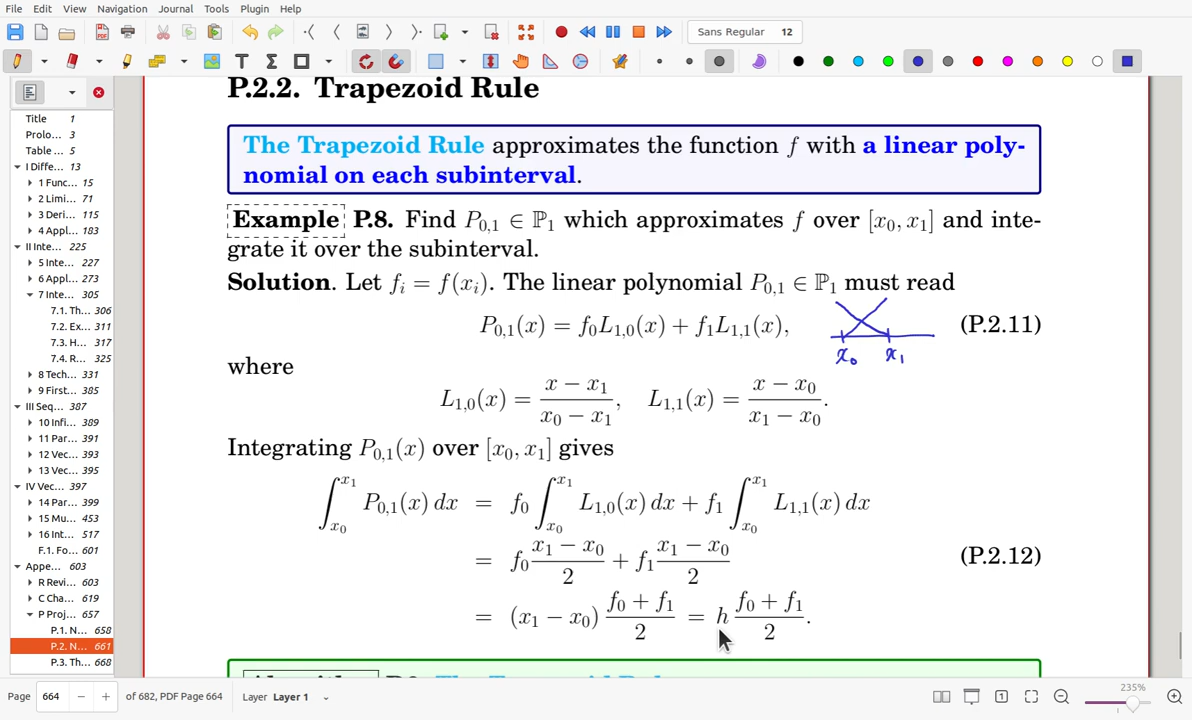 File Edit View Navigation Journal Tools Plugin Help
Sans Regular 12
Title 1
Prolo... 3
Table ... 5
I Diffe... 13
1 Func... 15
2 Limi... 71
3 Deri... 115
4 Appl... 183
II Inte... 225
5 Inte... 227
6 Appl... 273
7 Inte... 305
7.1. Th... 306
7.2. Ex... 311
7.3. H... 317
7.4. R... 325
8 Tech... 331
9 First... 385
III Seq... 387
10 Infi... 389
11 Par... 391
12 Vec... 393
13 Vec... 395
IV Vec... 397
14 Par... 399
15 Mu... 453
16 Int... 517
F.1. Fo... 601
Appe... 603
R Revi... 603
C Cha... 619
P Proj... 657
P.1. N... 658
P.2. N... 661
P.3. Th... 668
P.2.2. Trapezoid Rule
The Trapezoid Rule approximates the function f with a linear poly-
nomial on each subinterval.
Example P.8. Find P₀,₁ ∈ ℙ₁ which approximates f over [x₀, x₁] and inte-
grate it over the subinterval.
Solution. Let fᵢ = f(xᵢ). The linear polynomial P₀,₁ ∈ ℙ₁ must read
P₀,₁(x) = f₀L₁,₀(x) + f₁L₁,₁(x), (P.2.11)
x₀ x₁
where
L₁,₀(x) = (x − x₁)/(x₀ − x₁), L₁,₁(x) = (x − x₀)/(x₁ − x₀).
Integrating P₀,₁(x) over [x₀, x₁] gives
∫_{x₀}^{x₁} P₀,₁(x) dx = f₀ ∫_{x₀}^{x₁} L₁,₀(x) dx + f₁ ∫_{x₀}^{x₁} L₁,₁(x) dx
= f₀ (x₁ − x₀)/2 + f₁ (x₁ − x₀)/2 (P.2.12)
= (x₁ − x₀) (f₀ + f₁)/2 = h (f₀ + f₁)/2.
Page 664 of 682, PDF Page 664 Layer Layer 1 235%